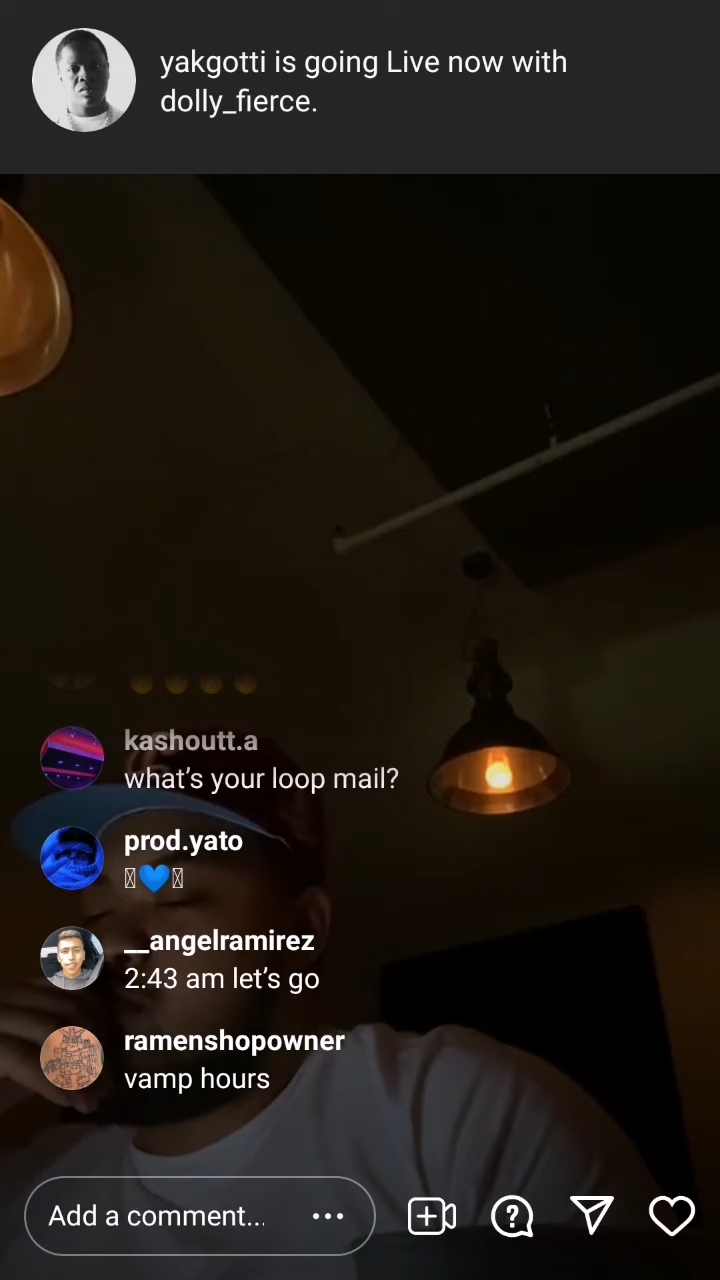 yakgotti is going Live now with
dolly_fierce.
kashoutt.a
what's your loop mail?
prod.yato
💙
__angelramirez
2:43 am let's go
ramenshopowner
vamp hours
Add a comment...